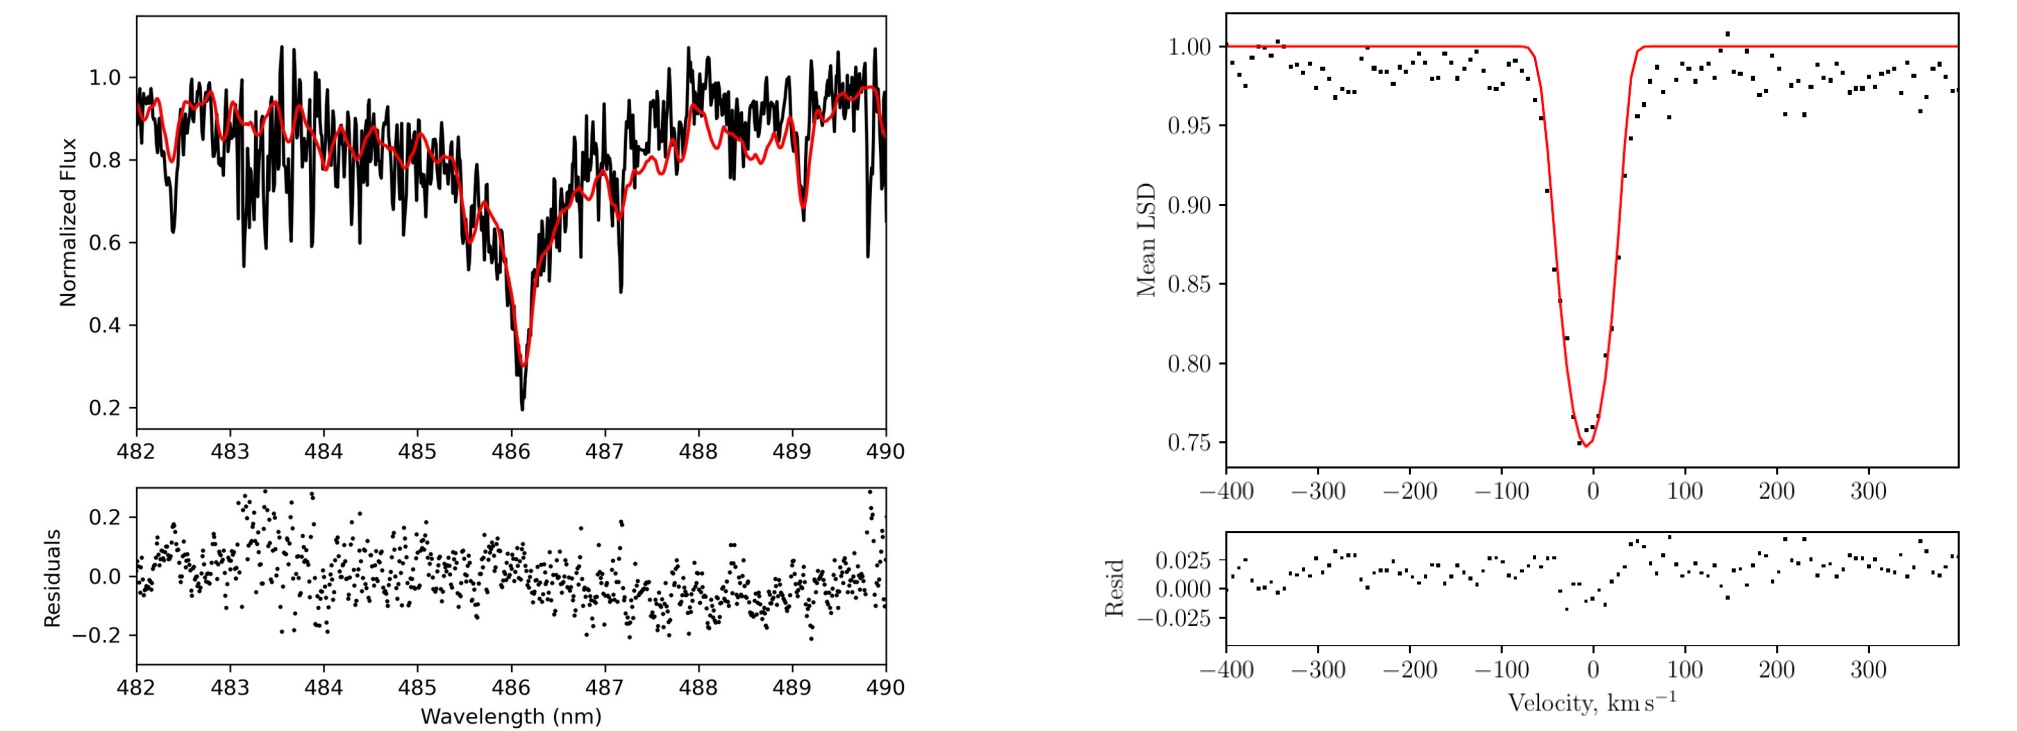 Normalized Flux
1.0
0.8
0.6
0.4
0.2
482 483 484 485 486 487 488 489 490
Residuals
0.2
0.0
−0.2
482 483 484 485 486 487 488 489 490
Wavelength (nm)
Mean LSD
1.00
0.95
0.90
0.85
0.80
0.75
−400 −300 −200 −100 0 100 200 300
Resid
0.025
0.000
−0.025
−400 −300 −200 −100 0 100 200 300
Velocity, km s⁻¹